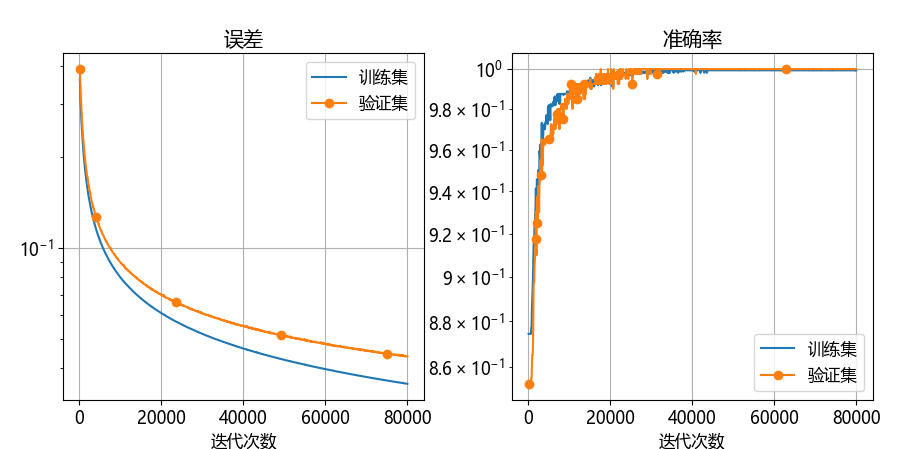 误差
训练集
验证集
10⁻¹
0
20000
40000
60000
80000
迭代次数
准确率
10⁰
9.8 × 10⁻¹
9.6 × 10⁻¹
9.4 × 10⁻¹
9.2 × 10⁻¹
9 × 10⁻¹
8.8 × 10⁻¹
8.6 × 10⁻¹
训练集
验证集
0
20000
40000
60000
80000
迭代次数